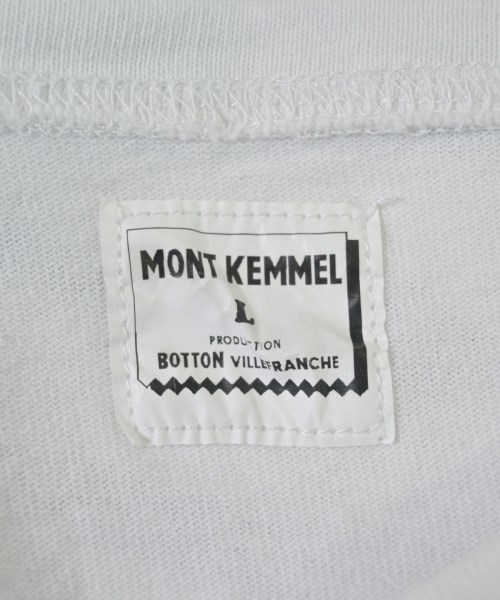 MONT KEMMEL
L
PRODUCTION
BOTTON VILLEFRANCHE